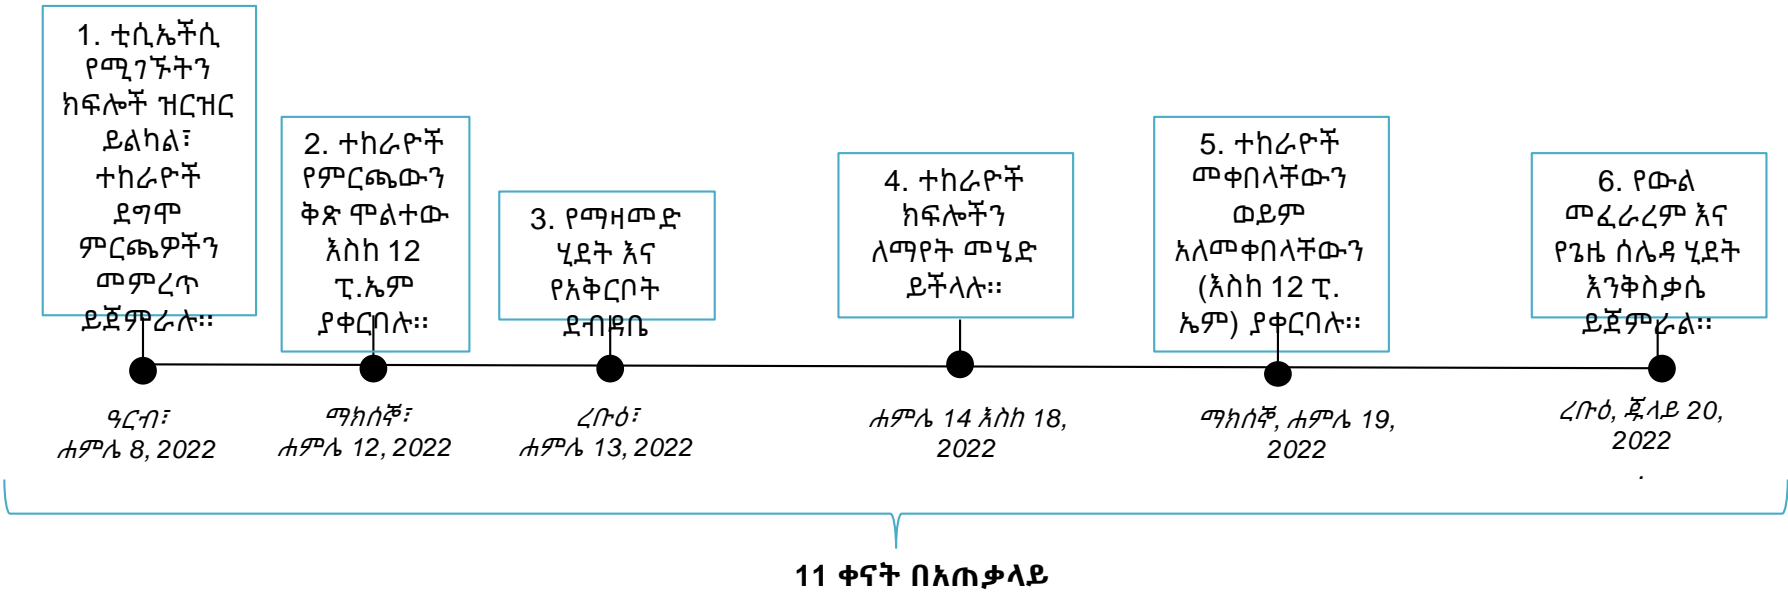 1. ቲሲኤችሲ
የሚገኙትን
ክፍሎች ዝርዝር
ይልካል፣
ተከራዮች
ደግሞ
ምርጫዎችን
መምረጥ
ይጀምራሉ፡፡
2. ተከራዮች
የምርጫውን
ቅጽ ሞልተው
እስከ 12
ፒ.ኤም
ያቀርባሉ፡፡
3. የማዛመድ
ሂደት እና
የአቅርቦት
ደብዳቤ
4. ተከራዮች
ክፍሎችን
ለማየት መሄድ
ይችላሉ፡፡
5. ተከራዮች
መቀበላቸውን
ወይም
አለመቀበላቸውን
(እስከ 12 ፒ.
ኤም) ያቀርባሉ፡፡
6. የውል
መፈራረም እና
የጊዜ ሰሌዳ ሂደት
እንቅስቃሴ
ይጀምራል፡፡
ዓርብ፣
ሐምሌ 8, 2022
ማክሰኞ፣
ሐምሌ 12, 2022
ረቡዕ፣
ሐምሌ 13, 2022
ሐምሌ 14 እስከ 18,
2022
ማክሰኞ, ሐምሌ 19,
2022
ረቡዕ, ጁላይ 20,
2022
.
11 ቀናት በአጠቃላይ